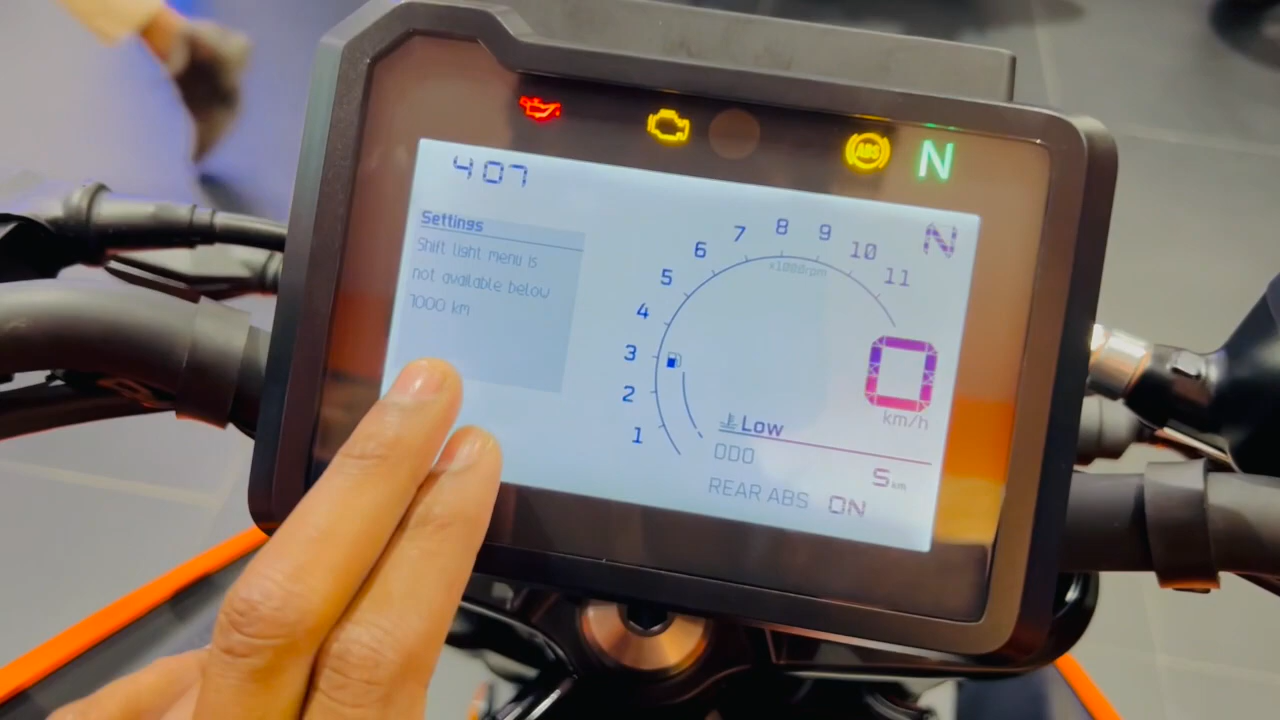 ABS
N
407
Settings
Shift light menu is
not available below
1000 km
N
1
2
3
4
5
6
7
8
9
10
11
x1000rpm
0
km/h
Low
ODO
5 km
REAR ABS ON